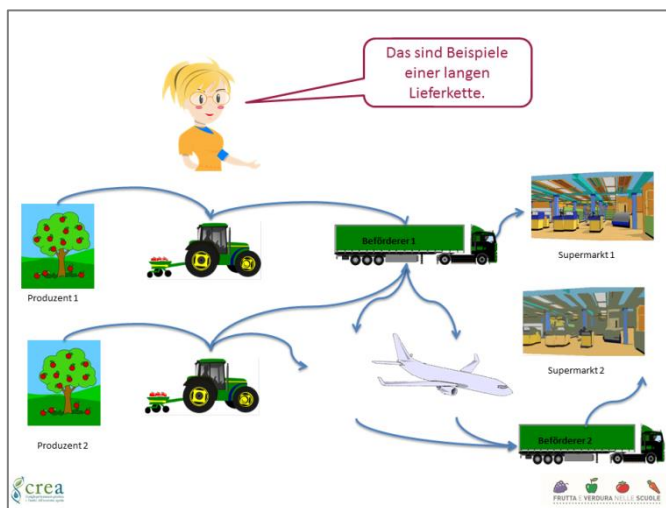 Das sind Beispiele
einer langen
Lieferkette.
Beförderer 1
Supermarkt 1
Produzent 1
Supermarkt 2
Beförderer 2
Produzent 2
crea
FRUTTA E VERDURA NELLE SCUOLE